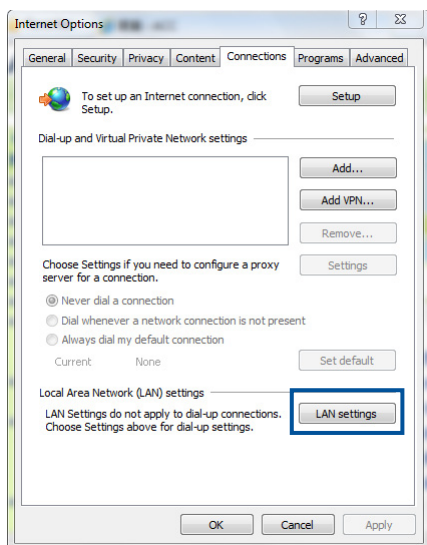 Internet Options
General Security Privacy Content Connections Programs Advanced
To set up an Internet connection, click
Setup.
Setup
Dial-up and Virtual Private Network settings
Add...
Add VPN...
Remove...
Choose Settings if you need to configure a proxy
server for a connection.
Settings
Never dial a connection
Dial whenever a network connection is not present
Always dial my default connection
Current None
Set default
Local Area Network (LAN) settings
LAN Settings do not apply to dial-up connections.
Choose Settings above for dial-up settings.
LAN settings
OK Cancel Apply